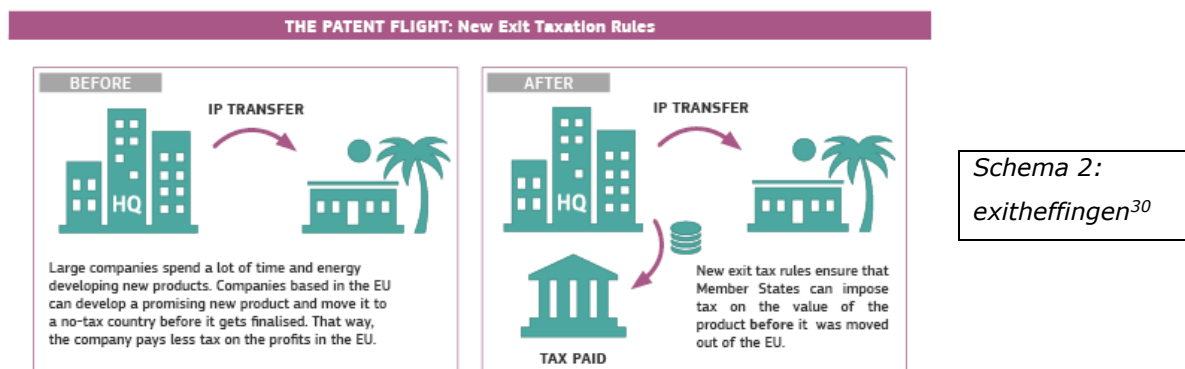 THE PATENT FLIGHT: New Exit Taxation Rules
BEFORE
IP TRANSFER
HQ
Large companies spend a lot of time and energy
developing new products. Companies based in the EU
can develop a promising new product and move it to
a no-tax country before it gets finalised. That way,
the company pays less tax on the profits in the EU.
AFTER
IP TRANSFER
HQ
New exit tax rules ensure that
Member States can impose
tax on the value of the
product before it was moved
out of the EU.
TAX PAID
Schema 2:
exitheffingen30